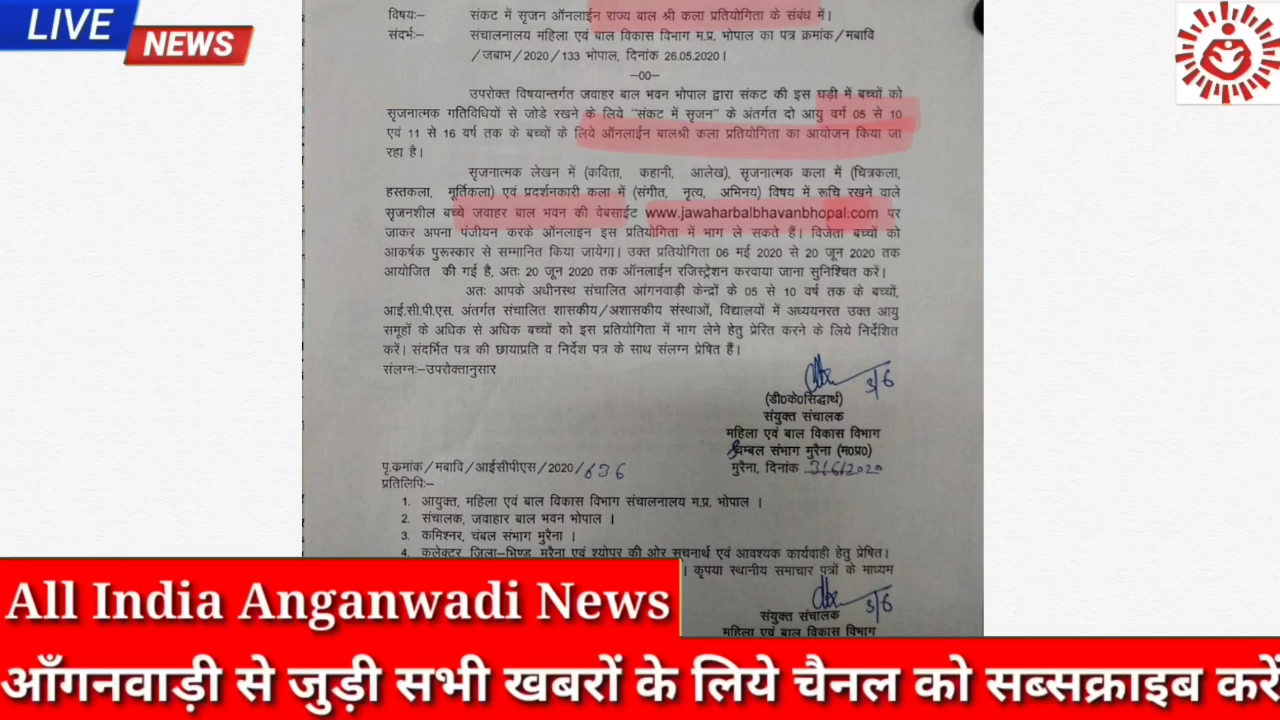 LIVE
NEWS
विषयः- संकट में सृजन ऑनलाईन राज्य बाल श्री कला प्रतियोगिता के संबंध में।
संदर्भः- संचालनालय महिला एवं बाल विकास विभाग म.प्र. भोपाल का पत्र क्रमांक/मबावि
/जबाभ/2020/133 भोपाल, दिनांक 26.05.2020।
—00—
उपरोक्त विषयान्तर्गत जवाहर बाल भवन भोपाल द्वारा संकट की इस घड़ी में बच्चों को
सृजनात्मक गतिविधियों से जोडे रखने के लिये "संकट में सृजन" के अंतर्गत दो आयु वर्ग 05 से 10
एवं 11 से 16 वर्ष तक के बच्चों के लिये ऑनलाईन बालश्री कला प्रतियोगिता का आयोजन किया जा
रहा है।
सृजनात्मक लेखन में (कविता, कहानी, आलेख), सृजनात्मक कला में (चित्रकला,
हस्तकला, मूर्तिकला) एवं प्रदर्शनकारी कला में (संगीत, नृत्य, अभिनय) विषय में रूचि रखने वाले
सृजनशील बच्चे जवाहर बाल भवन की वेबसाईट www.jawaharbalbhavanbhopal.com पर
जाकर अपना पंजीयन करके ऑनलाइन इस प्रतियोगिता में भाग ले सकते हैं। विजेता बच्चों को
आकर्षक पुरूस्कार से सम्मानित किया जायेगा। उक्त प्रतियोगिता 06 मई 2020 से 20 जून 2020 तक
आयोजित की गई है, अतः 20 जून 2020 तक ऑनलाईन रजिस्ट्रेशन करवाया जाना सुनिश्चित करें।
अतः आपके अधीनस्थ संचालित आंगनवाड़ी केन्द्रों के 05 से 10 वर्ष तक के बच्चों,
आई.सी.पी.एस. अंतर्गत संचालित शासकीय/अशासकीय संस्थाओं, विद्यालयों में अध्ययनरत उक्त आयु
समूहों के अधिक से अधिक बच्चों को इस प्रतियोगिता में भाग लेने हेतु प्रेरित करने के लिये निर्देशित
करें। संदर्भित पत्र की छायाप्रति व निर्देश पत्र के साथ संलग्न प्रेषित हैं।
संलग्नः-उपरोक्तानुसार
3/6
(डी0के0सिद्धार्थ)
संयुक्त संचालक
महिला एवं बाल विकास विभाग
चम्बल संभाग मुरैना (म0प्र0)
पृ.कमांक/मबावि/आईसीपीएस/2020/636 मुरैना, दिनांक 3/6/2020
प्रतिलिपिः-
1. आयुक्त, महिला एवं बाल विकास विभाग संचालनालय म.प्र. भोपाल ।
2. संचालक, जवाहार बाल भवन भोपाल ।
3. कमिश्नर, चंबल संभाग मुरैना ।
4. कलेक्टर जिला-भिण्ड, मुरैना एवं श्योपुर की ओर सूचनार्थ एवं आवश्यक कार्यवाही हेतु प्रेषित।
। कृपया स्थानीय समाचार पत्रों के माध्यम
3/6
संयुक्त संचालक
महिला एवं बाल विकास विभाग
All India Anganwadi News
आँगनवाड़ी से जुड़ी सभी खबरों के लिये चैनल को सब्सक्राइब करें